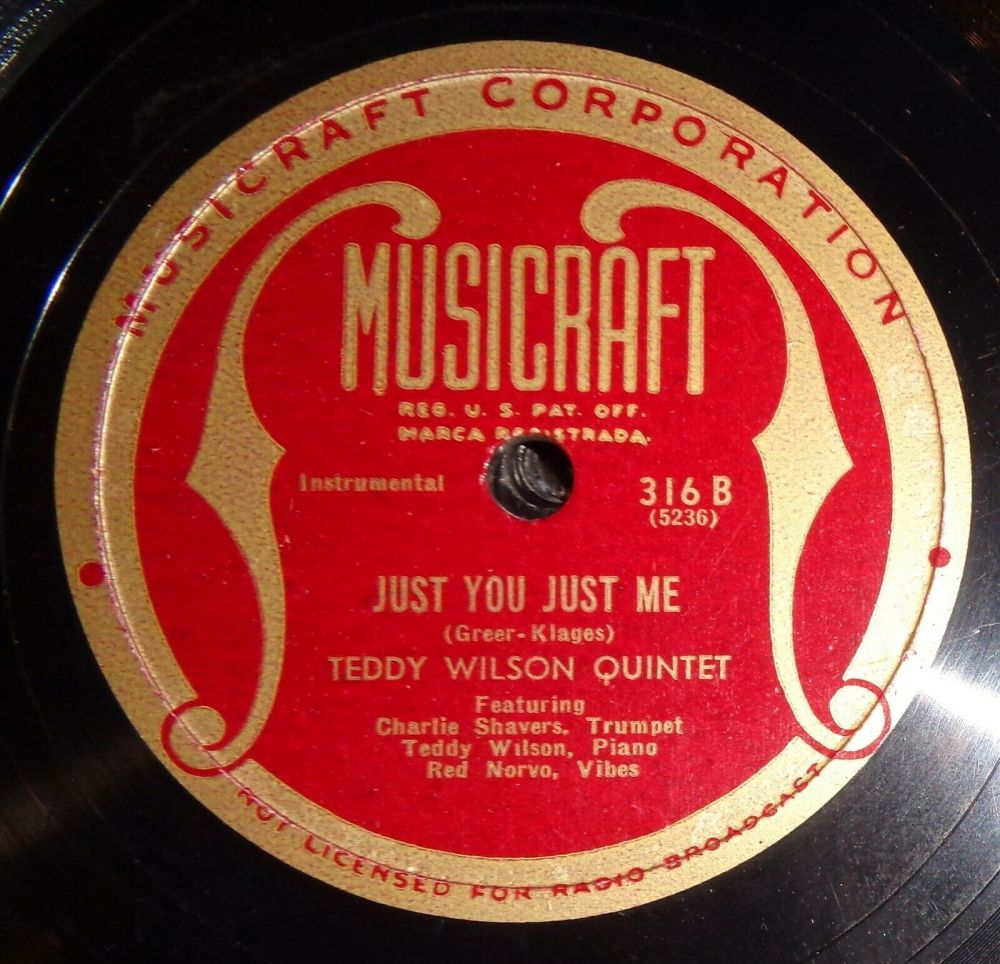 MUSICRAFT CORPORATION
MUSICRAFT
REG. U. S. PAT. OFF.
MARCA REGISTRADA.
Instrumental
316 B
(5236)
JUST YOU JUST ME
(Greer-Klages)
TEDDY WILSON QUINTET
Featuring
Charlie Shavers, Trumpet
Teddy Wilson, Piano
Red Norvo, Vibes
NOT LICENSED FOR RADIO BROADCAST